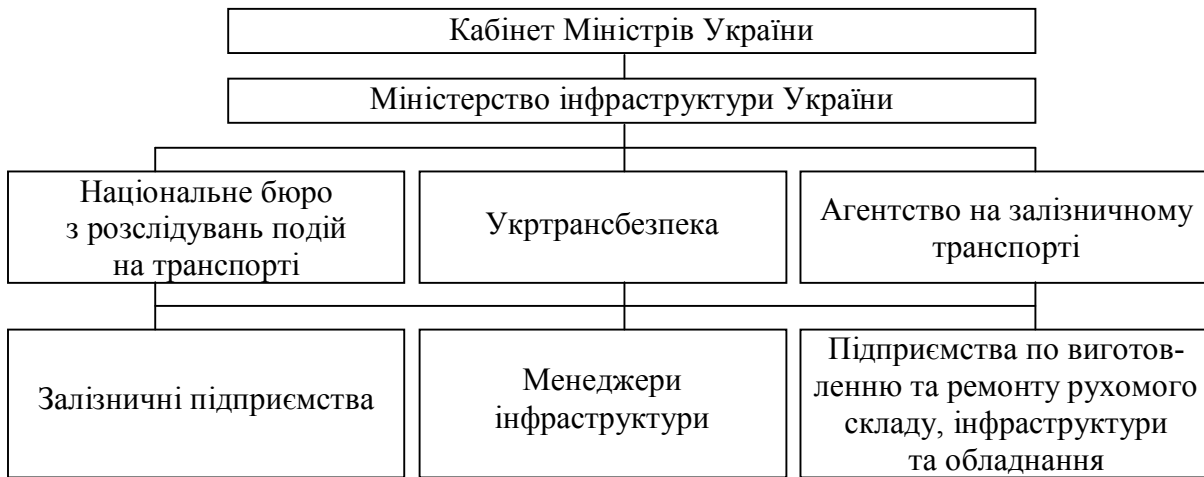 Кабінет Міністрів України
Міністерство інфраструктури України
Національне бюро
з розслідувань подій
на транспорті
Укртрансбезпека
Агентство на залізничному
транспорті
Залізничні підприємства
Менеджери
інфраструктури
Підприємства по виготов-
ленню та ремонту рухомого
складу, інфраструктури
та обладнання